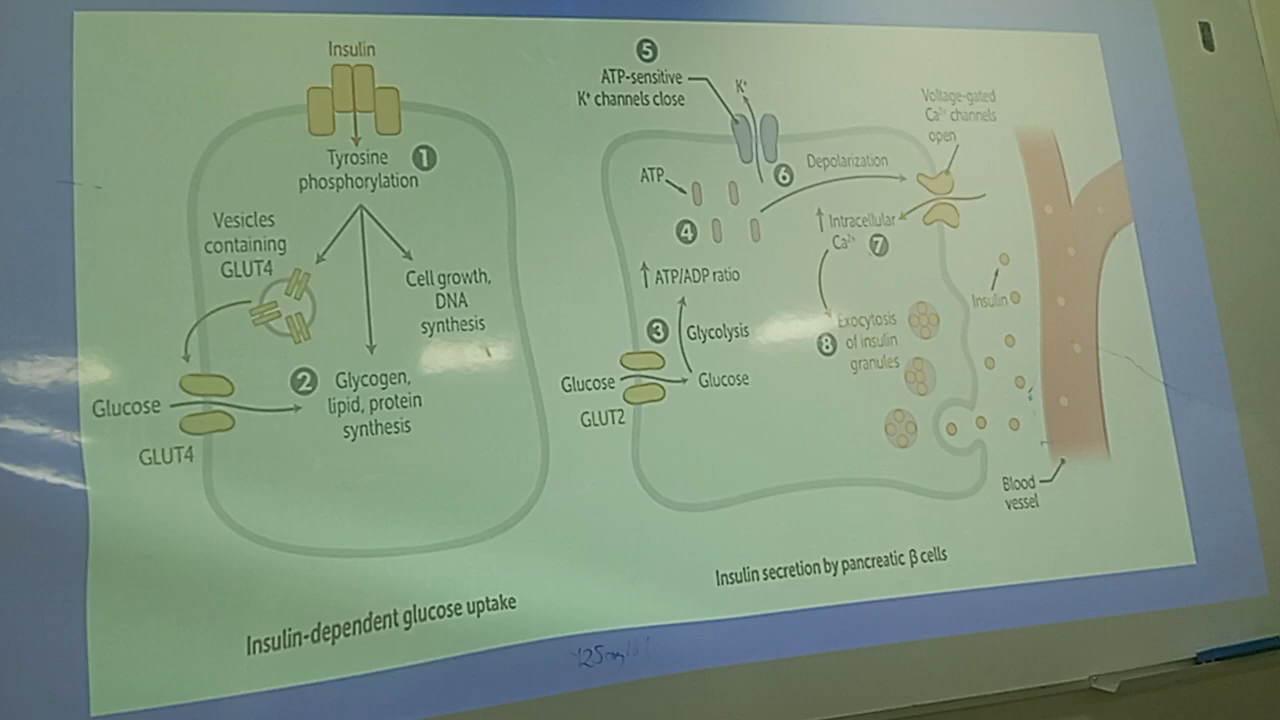 Insulin
Tyrosine
phosphorylation
1
Vesicles
containing
GLUT4
Cell growth,
DNA
synthesis
2
Glycogen,
lipid, protein
synthesis
Glucose
GLUT4
Insulin-dependent glucose uptake
5
ATP-sensitive
K⁺ channels close
K⁺
Voltage-gated
Ca²⁺ channels
open
6
Depolarization
ATP
4
↑ Intracellular
Ca²⁺
7
↑ ATP/ADP ratio
3
Glycolysis
Glucose
Glucose
GLUT2
8
Exocytosis
of insulin
granules
Insulin
Blood
vessel
Insulin secretion by pancreatic β cells